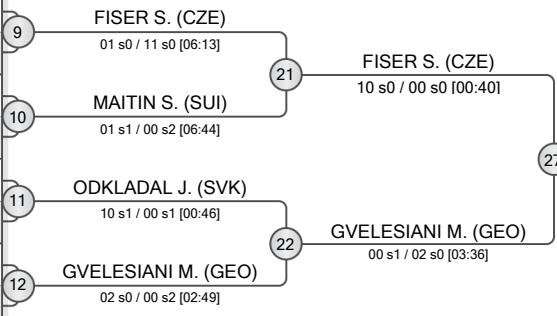 9
FISER S. (CZE)
01 s0 / 11 s0 [06:13]
21
FISER S. (CZE)
10 s0 / 00 s0 [00:40]
10
MAITIN S. (SUI)
01 s1 / 00 s2 [06:44]
27
11
ODKLADAL J. (SVK)
10 s1 / 00 s1 [00:46]
22
GVELESIANI M. (GEO)
00 s1 / 02 s0 [03:36]
12
GVELESIANI M. (GEO)
02 s0 / 00 s2 [02:49]